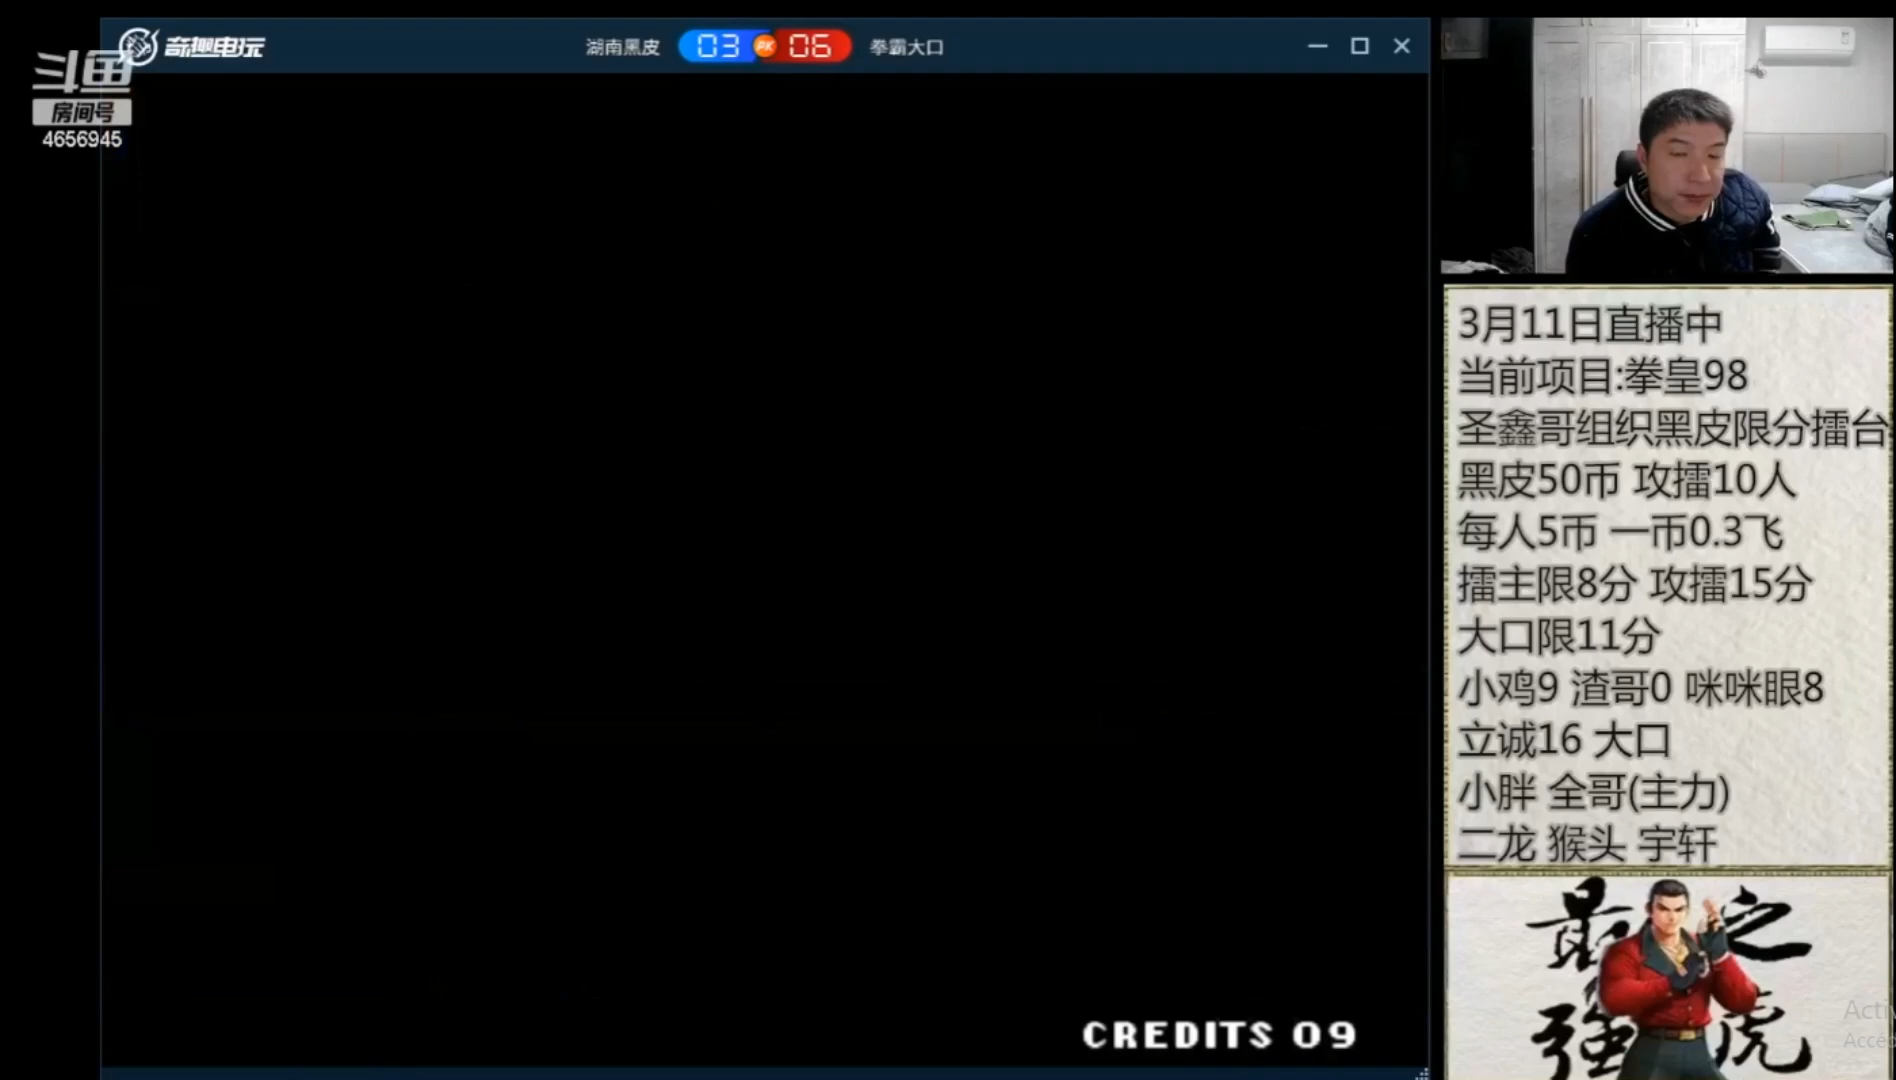 奇趣电玩
湖南黑皮 03 PK 06 拳霸大口
斗鱼
房间号
4656945
3月11日直播中
当前项目:拳皇98
圣鑫哥组织黑皮限分擂台
黑皮50币 攻擂10人
每人5币 一币0.3飞
擂主限8分 攻擂15分
大口限11分
小鸡9 渣哥0 咪咪眼8
立诚16 大口
小胖 全哥(主力)
二龙 猴头 宇轩
最之
强虎
CREDITS 09